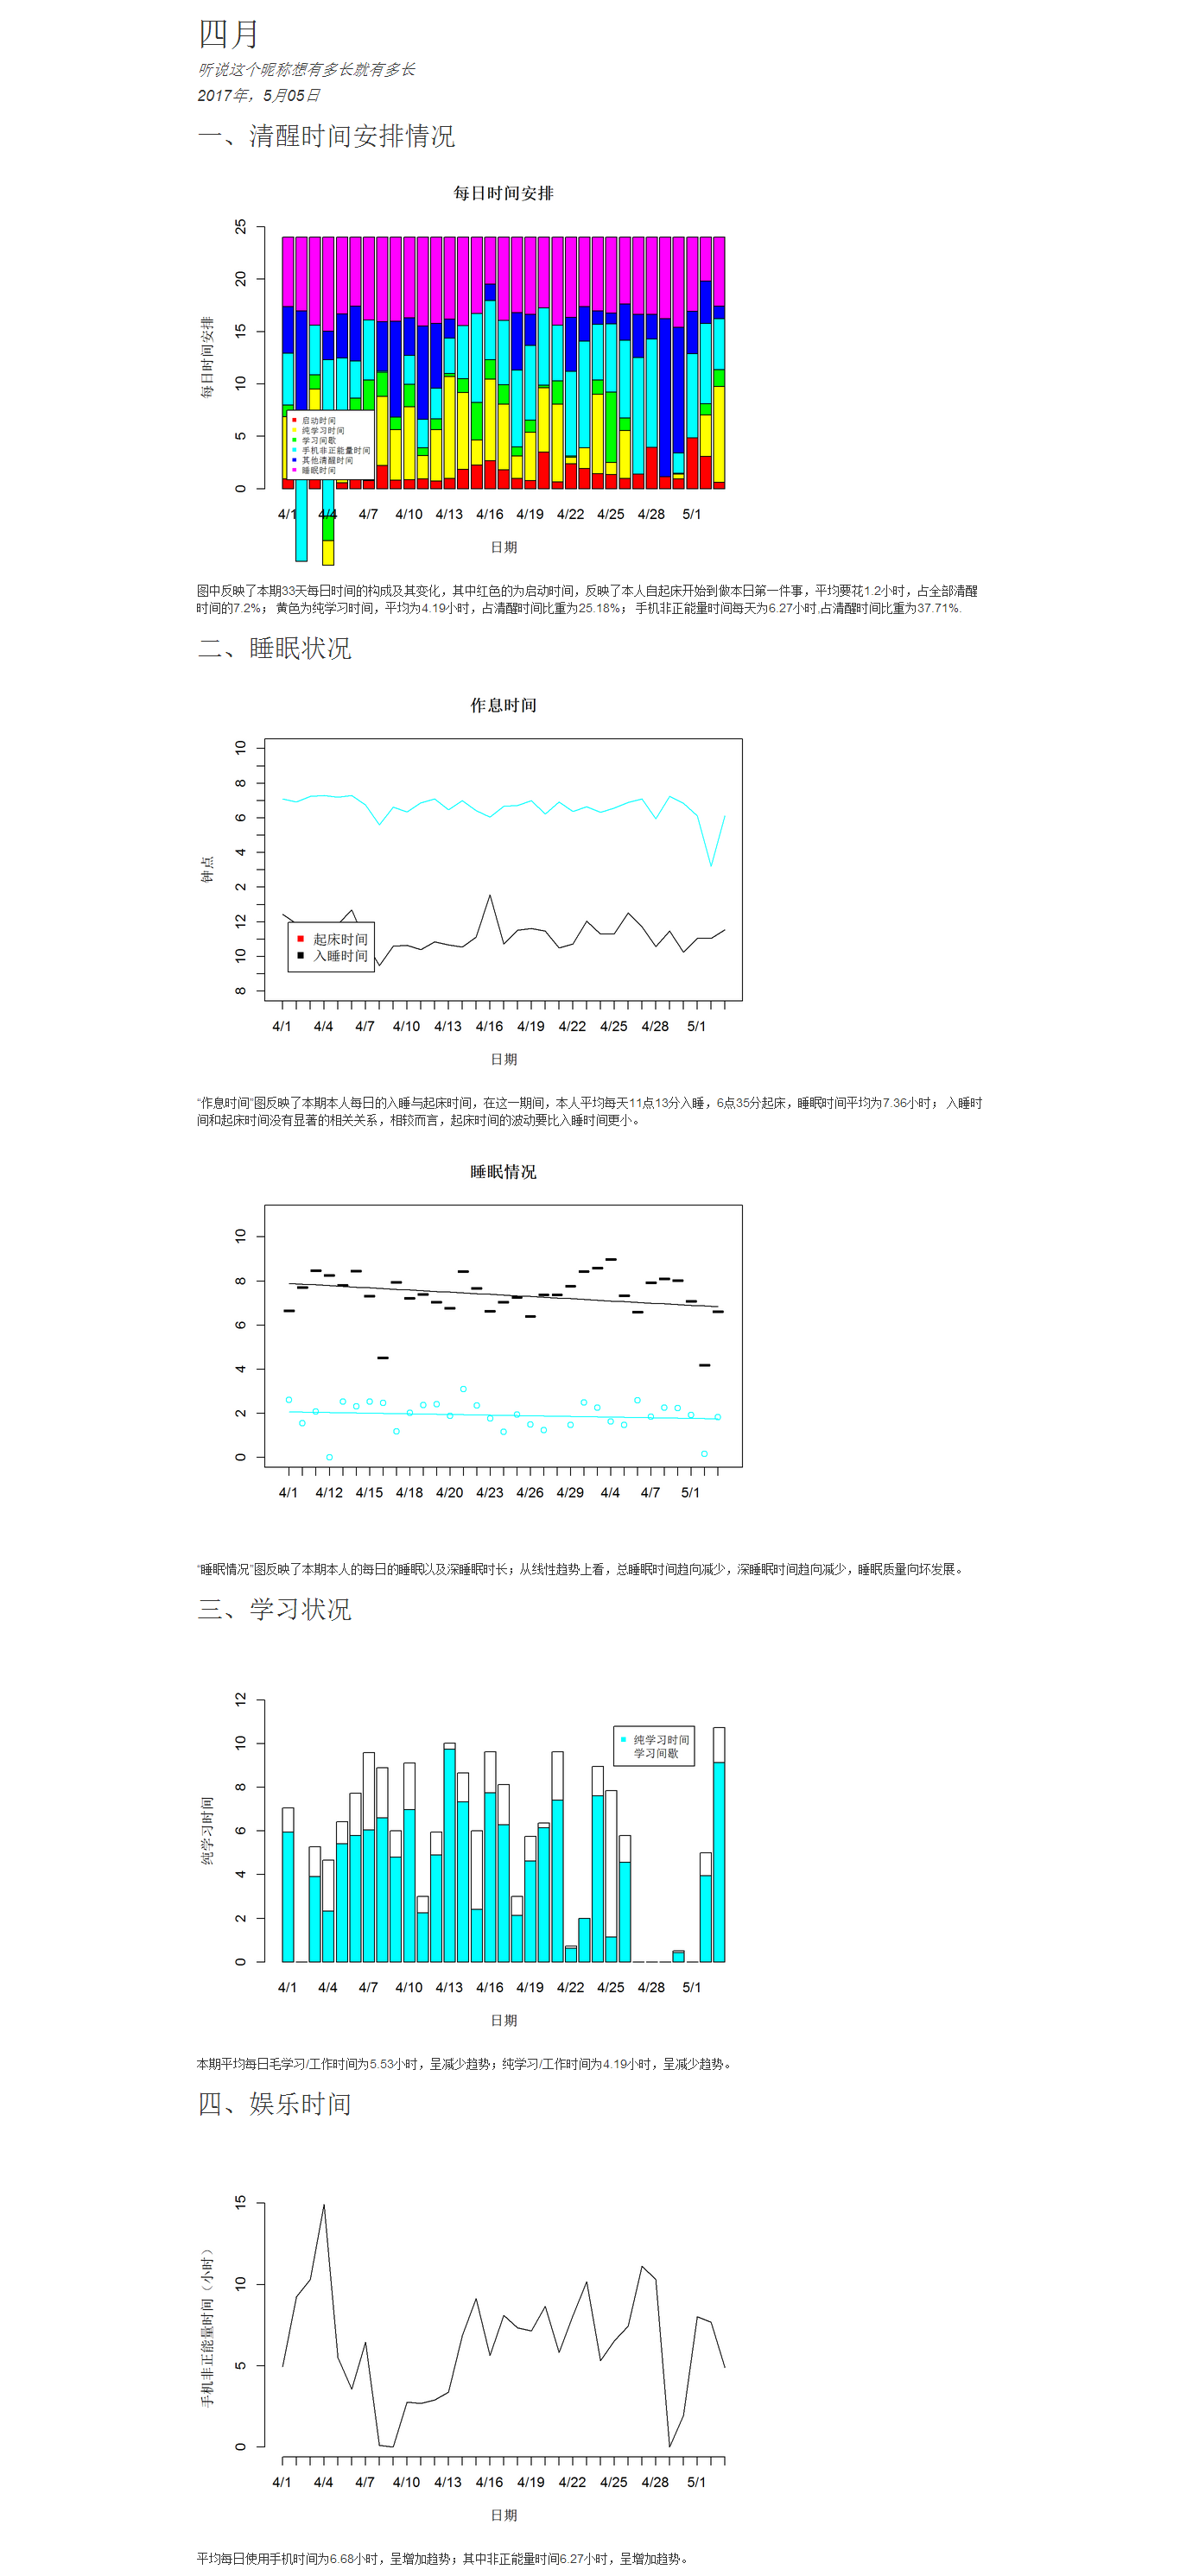 四月
听说这个昵称想有多长就有多长
2017年，5月05日
一、清醒时间安排情况
每日时间安排
25
20
15
10
5
0
每日时间安排
启动时间
纯学习时间
学习间歇
手机非正能量时间
其他清醒时间
睡眠时间
4/1 4/4 4/7 4/10 4/13 4/16 4/19 4/22 4/25 4/28 5/1
日期
图中反映了本期33天每日时间的构成及其变化，其中红色的为启动时间，反映了本人自起床开始到做本日第一件事，平均要花1.2小时，占全部清醒
时间的7.2%； 黄色为纯学习时间，平均为4.19小时，占清醒时间比重为25.18%； 手机非正能量时间每天为6.27小时,占清醒时间比重为37.71%.
二、睡眠状况
作息时间
10
8
6
4
2
12
10
8
钟点
起床时间
入睡时间
4/1 4/4 4/7 4/10 4/13 4/16 4/19 4/22 4/25 4/28 5/1
日期
“作息时间”图反映了本期本人每日的入睡与起床时间，在这一期间，本人平均每天11点13分入睡，6点35分起床，睡眠时间平均为7.36小时； 入睡时
间和起床时间没有显著的相关关系，相较而言，起床时间的波动要比入睡时间更小。
睡眠情况
10
8
6
4
2
0
4/1 4/12 4/15 4/18 4/20 4/23 4/26 4/29 4/4 4/7 5/1
“睡眠情况”图反映了本期本人的每日的睡眠以及深睡眠时长；从线性趋势上看，总睡眠时间趋向减少，深睡眠时间趋向减少，睡眠质量向坏发展。
三、学习状况
12
10
8
6
4
2
0
纯学习时间
纯学习时间
学习间歇
4/1 4/4 4/7 4/10 4/13 4/16 4/19 4/22 4/25 4/28 5/1
日期
本期平均每日毛学习/工作时间为5.53小时，呈减少趋势；纯学习/工作时间为4.19小时，呈减少趋势。
四、娱乐时间
15
10
5
0
手机非正能量时间（小时）
4/1 4/4 4/7 4/10 4/13 4/16 4/19 4/22 4/25 4/28 5/1
日期
平均每日使用手机时间为6.68小时，呈增加趋势；其中非正能量时间6.27小时，呈增加趋势。